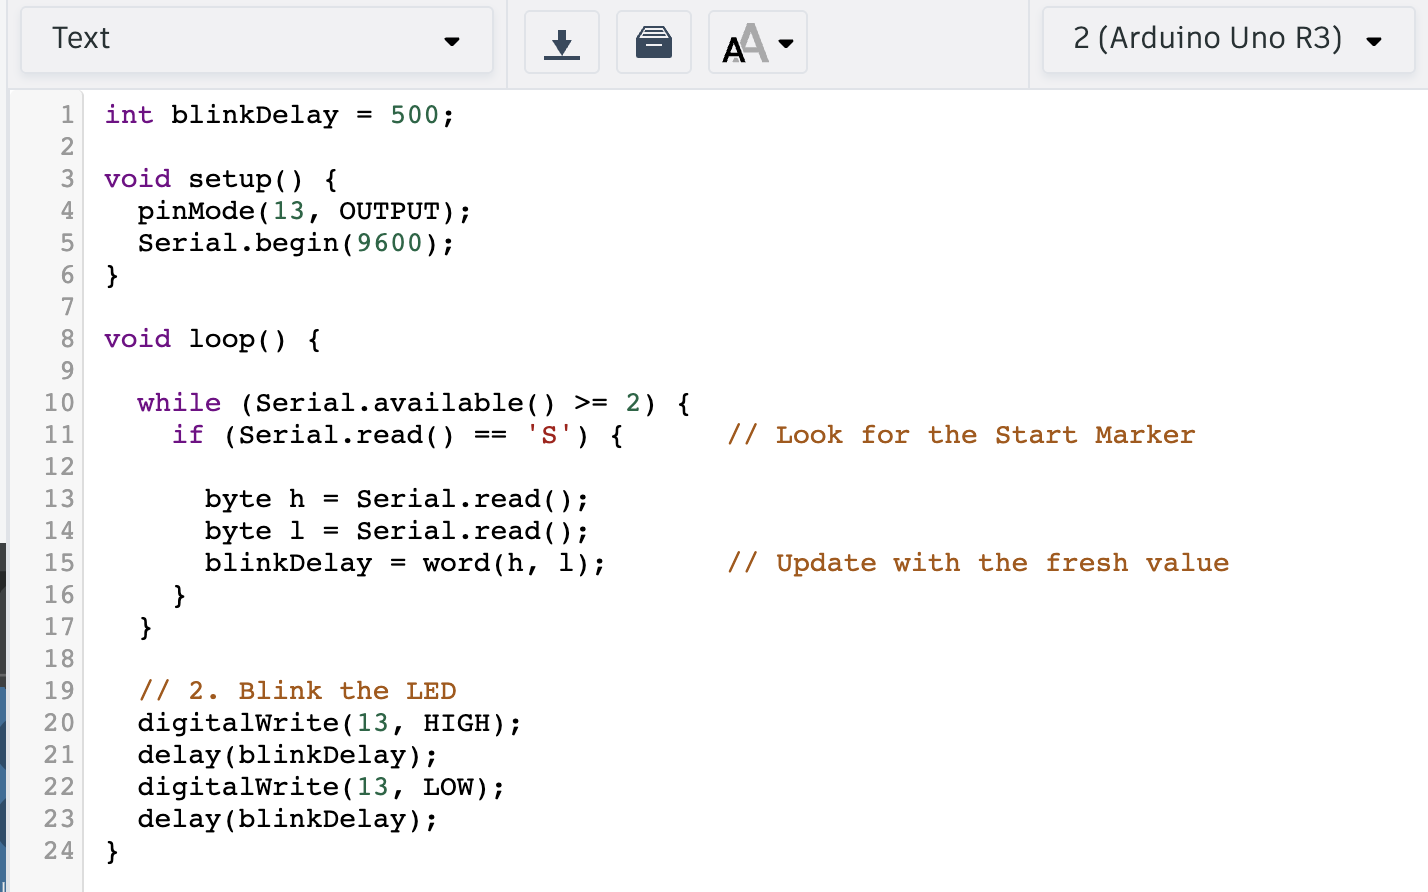 Text
2 (Arduino Uno R3)
1 int blinkDelay = 500;
2
3 void setup() {
4   pinMode(13, OUTPUT);
5   Serial.begin(9600);
6 }
7
8 void loop() {
9
10   while (Serial.available() >= 2) {
11     if (Serial.read() == 'S') {      // Look for the Start Marker
12
13       byte h = Serial.read();
14       byte l = Serial.read();
15       blinkDelay = word(h, l);       // Update with the fresh value
16     }
17   }
18
19   // 2. Blink the LED
20   digitalWrite(13, HIGH);
21   delay(blinkDelay);
22   digitalWrite(13, LOW);
23   delay(blinkDelay);
24 }